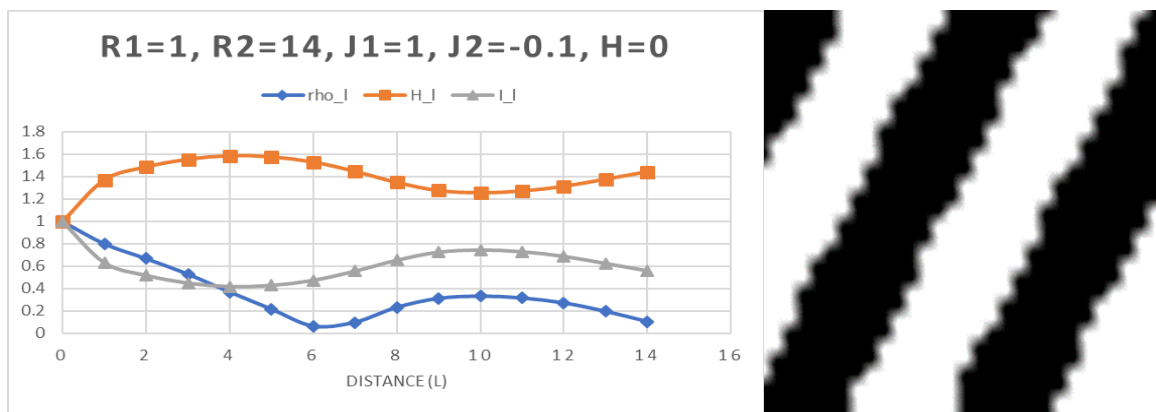 R1=1, R2=14, J1=1, J2=-0.1, H=0
rho_l H_l I_l
1.8
1.6
1.4
1.2
1
0.8
0.6
0.4
0.2
0
0 2 4 6 8 10 12 14 16
DISTANCE (L)